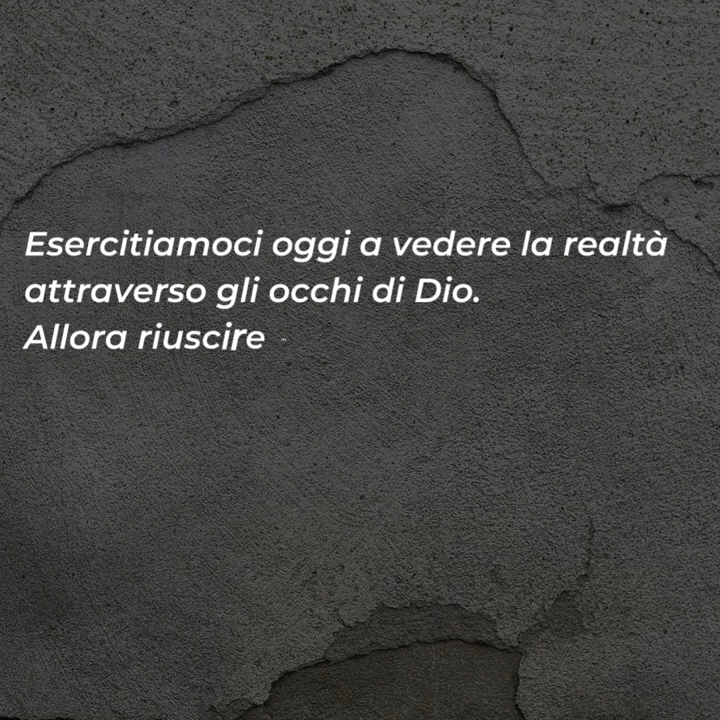 Esercitiamoci oggi a vedere la realtà
attraverso gli occhi di Dio.
Allora riuscire